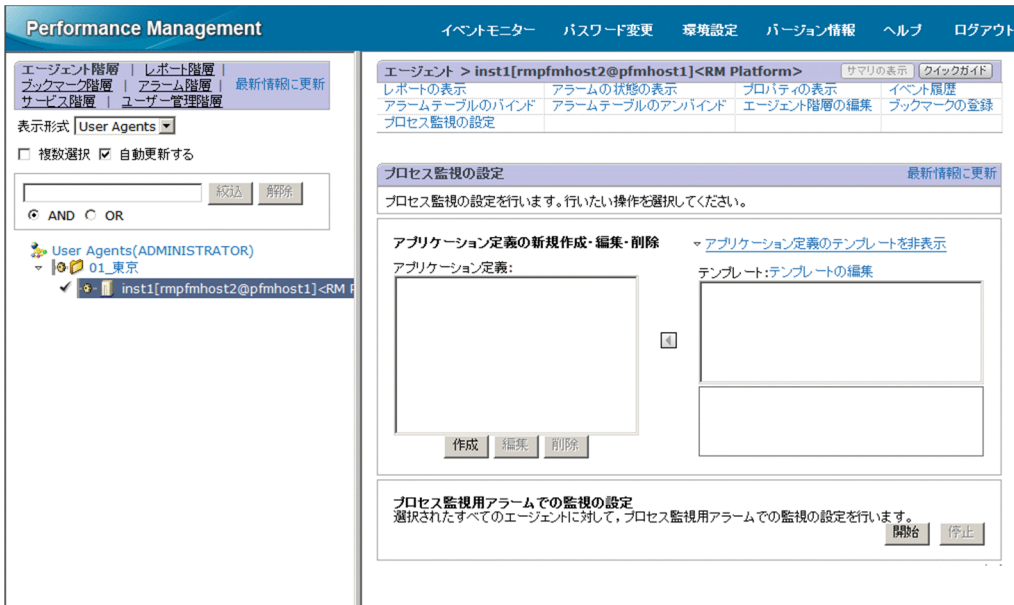 Performance Management
イベントモニター パスワード変更 環境設定 バージョン情報 ヘルプ ログアウト
エージェント階層 | レポート階層 |
ブックマーク階層 | アラーム階層 | 最新情報に更新
サービス階層 | ユーザー管理階層
表示形式 User Agents
複数選択 自動更新する
絞込 解除
AND OR
User Agents(ADMINISTRATOR)
01_東京
inst1[rmpfmhost2@pfmhost1]<RM P
エージェント > inst1[rmpfmhost2@pfmhost1]<RM Platform> サマリの表示 クイックガイド
レポートの表示 アラームの状態の表示 プロパティの表示 イベント履歴
アラームテーブルのバインド アラームテーブルのアンバインド エージェント階層の編集 ブックマークの登録
プロセス監視の設定
プロセス監視の設定 最新情報に更新
プロセス監視の設定を行います。行いたい操作を選択してください。
アプリケーション定義の新規作成・編集・削除 アプリケーション定義のテンプレートを非表示
アプリケーション定義: テンプレート:テンプレートの編集
作成 編集 削除
プロセス監視用アラームでの監視の設定
選択されたすべてのエージェントに対して，プロセス監視用アラームでの監視の設定を行います。
開始 停止